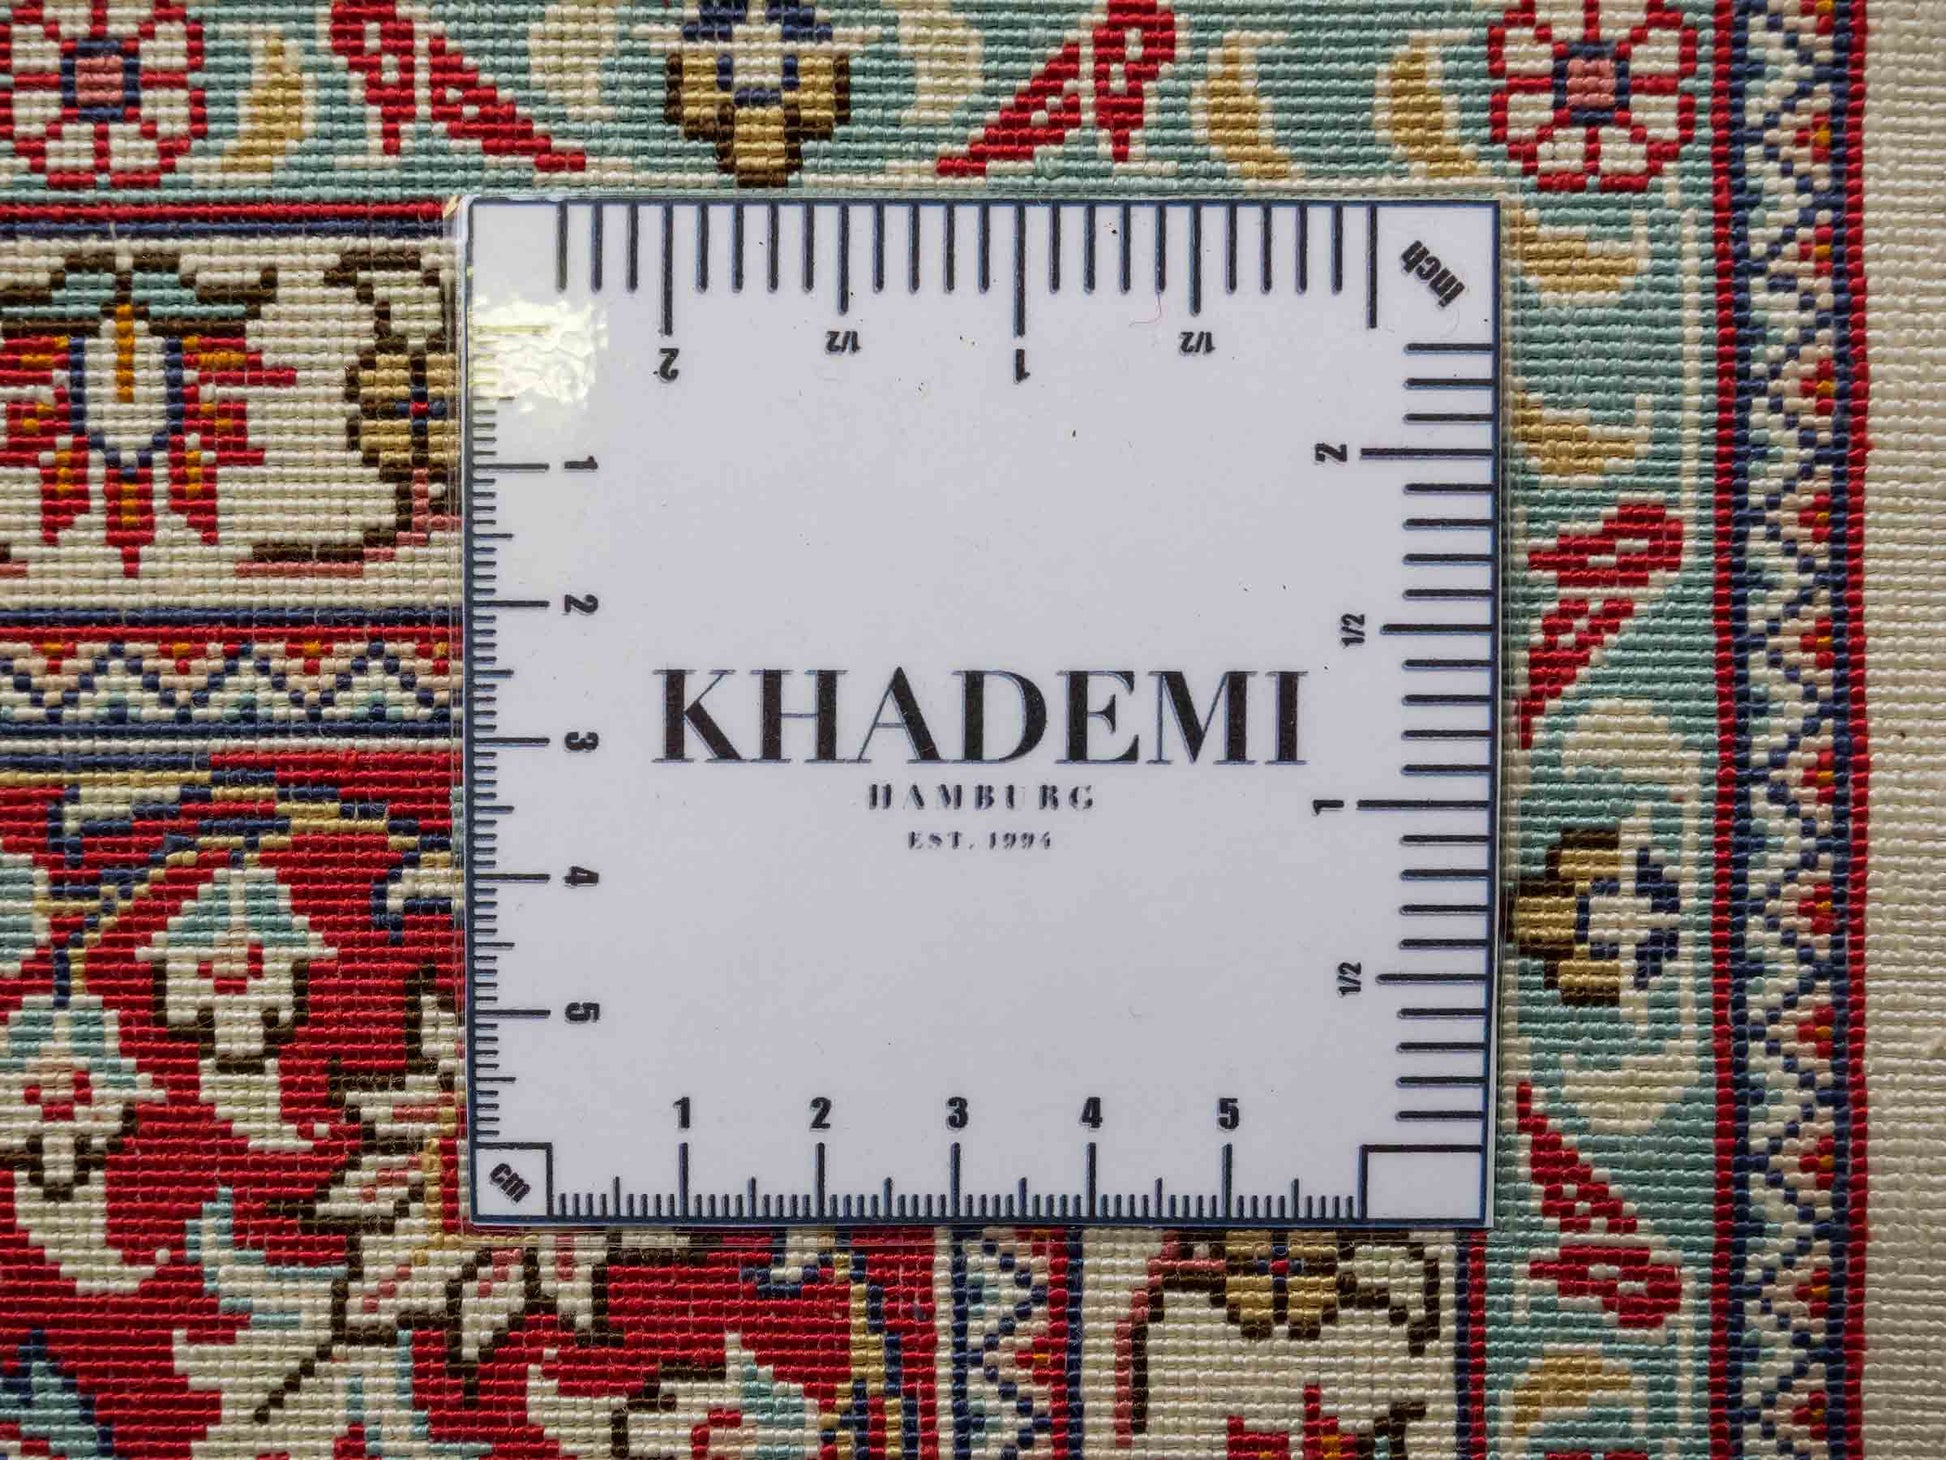 inch
2 1/2 1 1/2
1
2
3
4
5
KHADEMI
HAMBURG
EST. 1994
2
1/2
1
1/2
1 2 3 4 5
cm